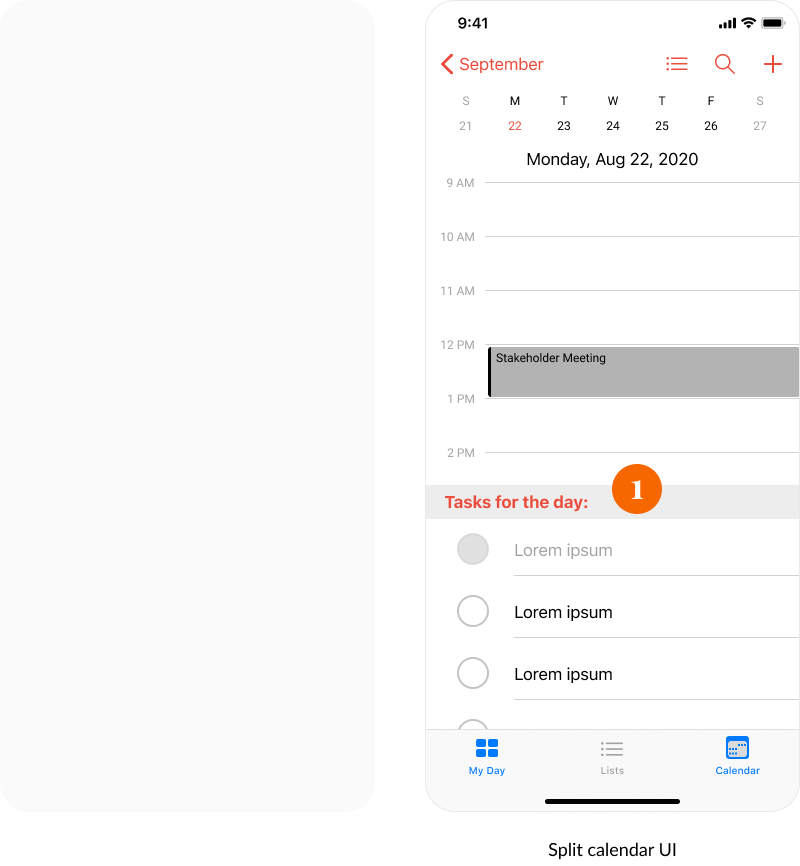 9:41
September
S M T W T F S
21 22 23 24 25 26 27
Monday, Aug 22, 2020
9 AM
10 AM
11 AM
12 PM
Stakeholder Meeting
1 PM
2 PM
1
Tasks for the day:
Lorem ipsum
Lorem ipsum
Lorem ipsum
My Day Lists Calendar
Split calendar UI